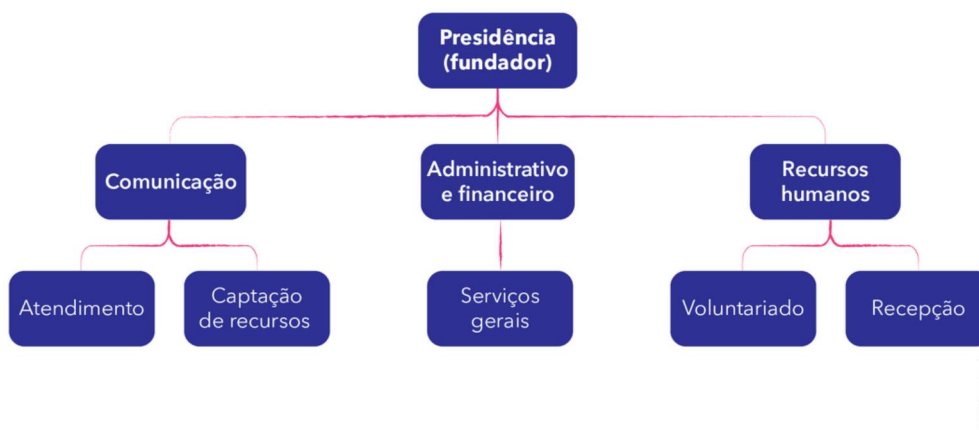 Presidência
(fundador)
Comunicação
Administrativo
e financeiro
Recursos
humanos
Atendimento
Captação
de recursos
Serviços
gerais
Voluntariado
Recepção